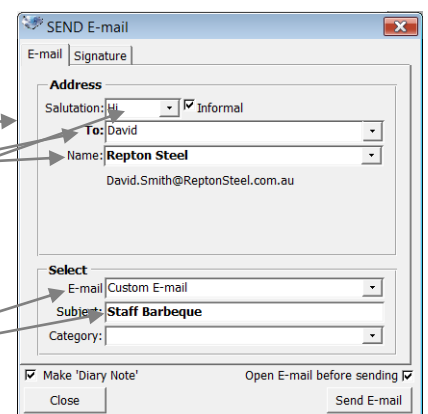 SEND E-mail
E-mail Signature
Address
Salutation: Hi Informal
To: David
Name: Repton Steel
David.Smith@ReptonSteel.com.au
Select
E-mail Custom E-mail
Subject: Staff Barbeque
Category:
Make 'Diary Note' Open E-mail before sending
Close Send E-mail